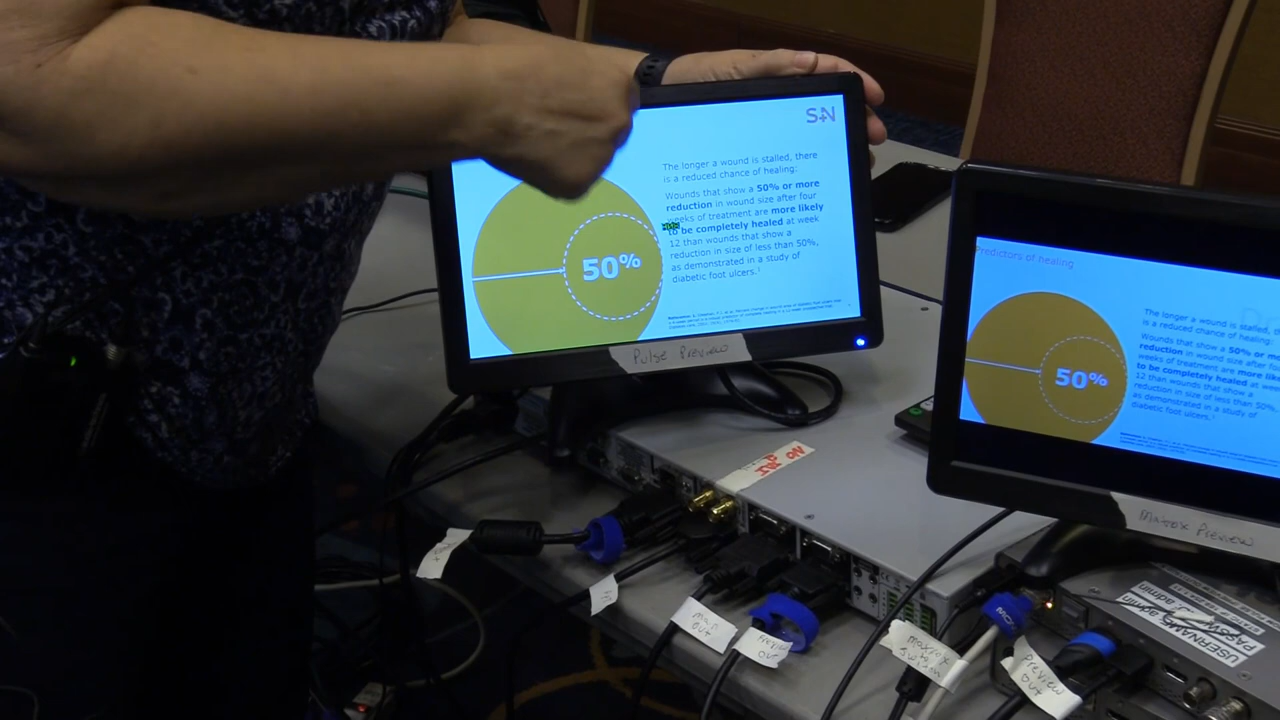 S+N
The longer a wound is stalled, there
is a reduced chance of healing:
Wounds that show a 50% or more
reduction in wound size after four
weeks of treatment are more likely
to be completely healed at week
12 than wounds that show a
reduction in size of less than 50%,
as demonstrated in a study of
diabetic foot ulcers.1
50%
Pulse Preview
Predictors of healing
The longer a wound is stalled,
is a reduced chance of healing:
Wounds that show a 50% or mo
reduction in wound size after four
weeks of treatment are more like
to be completely healed at week
12 than wounds that show a
reduction in size of less than 50%,
as demonstrated in a study of
diabetic foot ulcers.
50%
Matrox Preview
NO
Main
Out
Preview
Out
Preview
Out
USERNAME: admin
PASSW